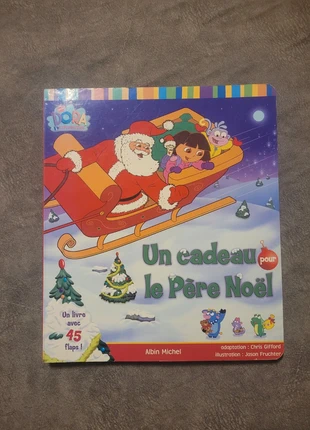 DORA
Un cadeau pour
le Père Noël
Un livre
avec
45
flaps !
Albin Michel
adaptation : Chris Gifford
illustration : Jason Fruchter